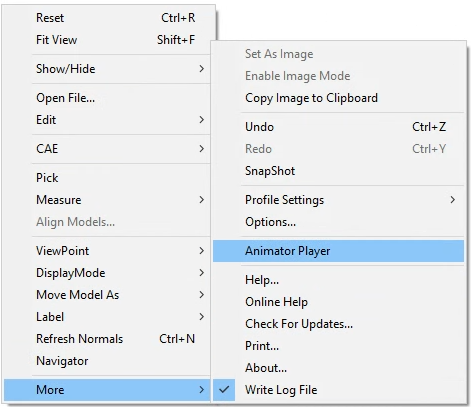 Reset Ctrl+R
Fit View Shift+F
Show/Hide
Open File...
Edit
CAE
Pick
Measure
Align Models...
ViewPoint
DisplayMode
Move Model As
Label
Refresh Normals Ctrl+N
Navigator
More
Set As Image
Enable Image Mode
Copy Image to Clipboard
Undo Ctrl+Z
Redo Ctrl+Y
SnapShot
Profile Settings
Options...
Animator Player
Help...
Online Help
Check For Updates...
Print...
About...
Write Log File